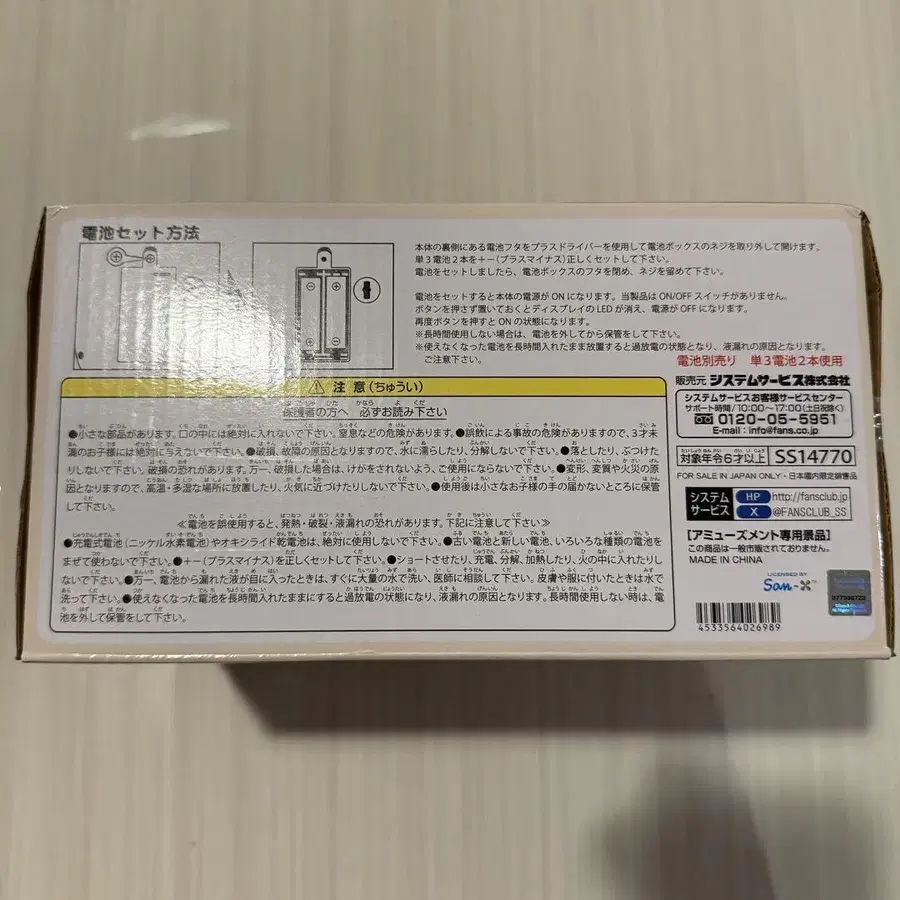 電池セット方法
本体の裏側にある電池フタをプラスドライバーを使用して電池ボックスのネジを取り外して開けます。
単3電池2本を+−(プラスマイナス)正しくセットして下さい。
電池をセットしましたら、電池ボックスのフタを閉め、ネジを留めて下さい。
電池をセットすると本体の電源が ON になります。当製品は ON/OFF スイッチがありません。
ボタンを押さず置いておくとディスプレイの LED が消え、電源が OFF になります。
再度ボタンを押すと ON の状態になります。
※長時間使用しない場合は、電池を外してから保管をして下さい。
※使えなくなった電池を長時間入れたまま放置すると過放電の状態となり、液漏れの原因となります。
ご注意下さい。
電池別売り 単3電池2本使用
⚠ 注 意 (ちゅうい)
保護者の方へ 必ずお読み下さい
●小さな部品があります。口の中には絶対に入れないで下さい。窒息などの危険があります。●誤飲による事故の危険がありますので、3才未
満のお子様には絶対に与えないで下さい。●破損、故障の原因となりますので、水に濡らしたり、分解しないで下さい。●落としたり、ぶつけた
りしないで下さい。破損の恐れがあります。万一、破損した場合は、けがをされないよう、ご使用にならないで下さい。●変形、変質や火災の原
因となりますので、高温・多湿な場所に放置したり、火気に近づけたりしないで下さい。●使用後は小さなお子様の手の届かないところに保管
して下さい。
≪電池を誤使用すると、発熱・破裂・液漏れの恐れがあります。下記に注意して下さい≫
●充電式電池(ニッケル水素電池)やオキシライド乾電池は、絶対に使用しないで下さい。●古い電池と新しい電池、いろいろな種類の電池を
まぜて使わないで下さい。●+−(プラスマイナス)を正しくセットして下さい。●ショートさせたり、充電、分解、加熱したり、火の中に入れたりし
ないで下さい。●万一、電池から漏れた液が目に入ったときは、すぐに大量の水で洗い、医師に相談して下さい。皮膚や服に付いたときは水で
洗って下さい。●使えなくなった電池を長時間入れたままにすると過放電の状態になり、液漏れの原因となります。長時間使用しない時は、電
池を外して保管をして下さい。
販売元 システムサービス株式会社
システムサービスお客様サービスセンター
サポート時間/10:00〜17:00(土日祝除く)
0120-05-5951
E-mail : info@fans.co.jp
対象年令6才以上 SS14770
FOR SALE IN JAPAN ONLY・日本国内限定販売品
システムサービス
HP http://fansclub.jp
X @FANSCLUB_SS
【アミューズメント専用景品】
この商品は一般市販されておりません。
MADE IN CHINA
LICENSED BY
San-X
4533564026989